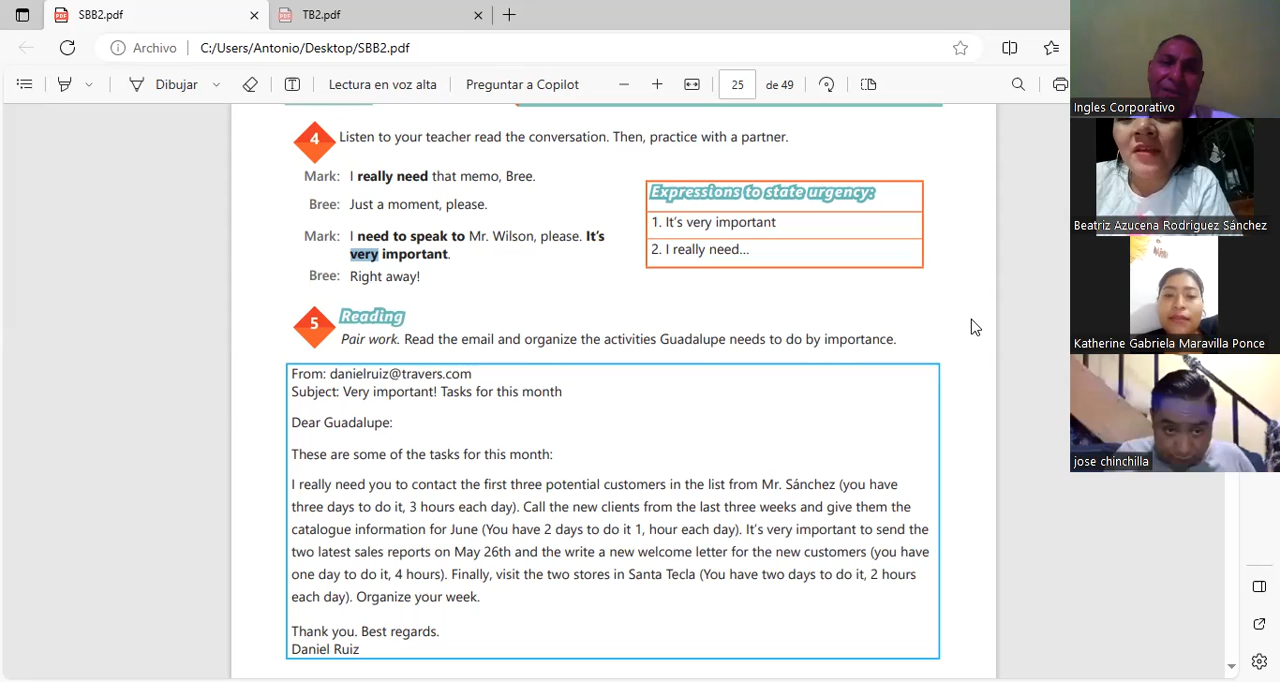 SBB2.pdf
TB2.pdf
Archivo
C:/Users/Antonio/Desktop/SBB2.pdf
Dibujar
Lectura en voz alta
Preguntar a Copilot
25
de 49
4
Listen to your teacher read the conversation. Then, practice with a partner.
Mark: I really need that memo, Bree.
Bree: Just a moment, please.
Mark: I need to speak to Mr. Wilson, please. It's
very important.
Bree: Right away!
Expressions to state urgency:
1. It's very important
2. I really need...
5
Reading
Pair work. Read the email and organize the activities Guadalupe needs to do by importance.
From: danielruiz@travers.com
Subject: Very important! Tasks for this month
Dear Guadalupe:
These are some of the tasks for this month:
I really need you to contact the first three potential customers in the list from Mr. Sánchez (you have
three days to do it, 3 hours each day). Call the new clients from the last three weeks and give them the
catalogue information for June (You have 2 days to do it 1, hour each day). It's very important to send the
two latest sales reports on May 26th and the write a new welcome letter for the new customers (you have
one day to do it, 4 hours). Finally, visit the two stores in Santa Tecla (You have two days to do it, 2 hours
each day). Organize your week.
Thank you. Best regards.
Daniel Ruiz
Ingles Corporativo
Beatriz Azucena Rodríguez Sánchez
Katherine Gabriela Maravilla Ponce
jose chinchilla